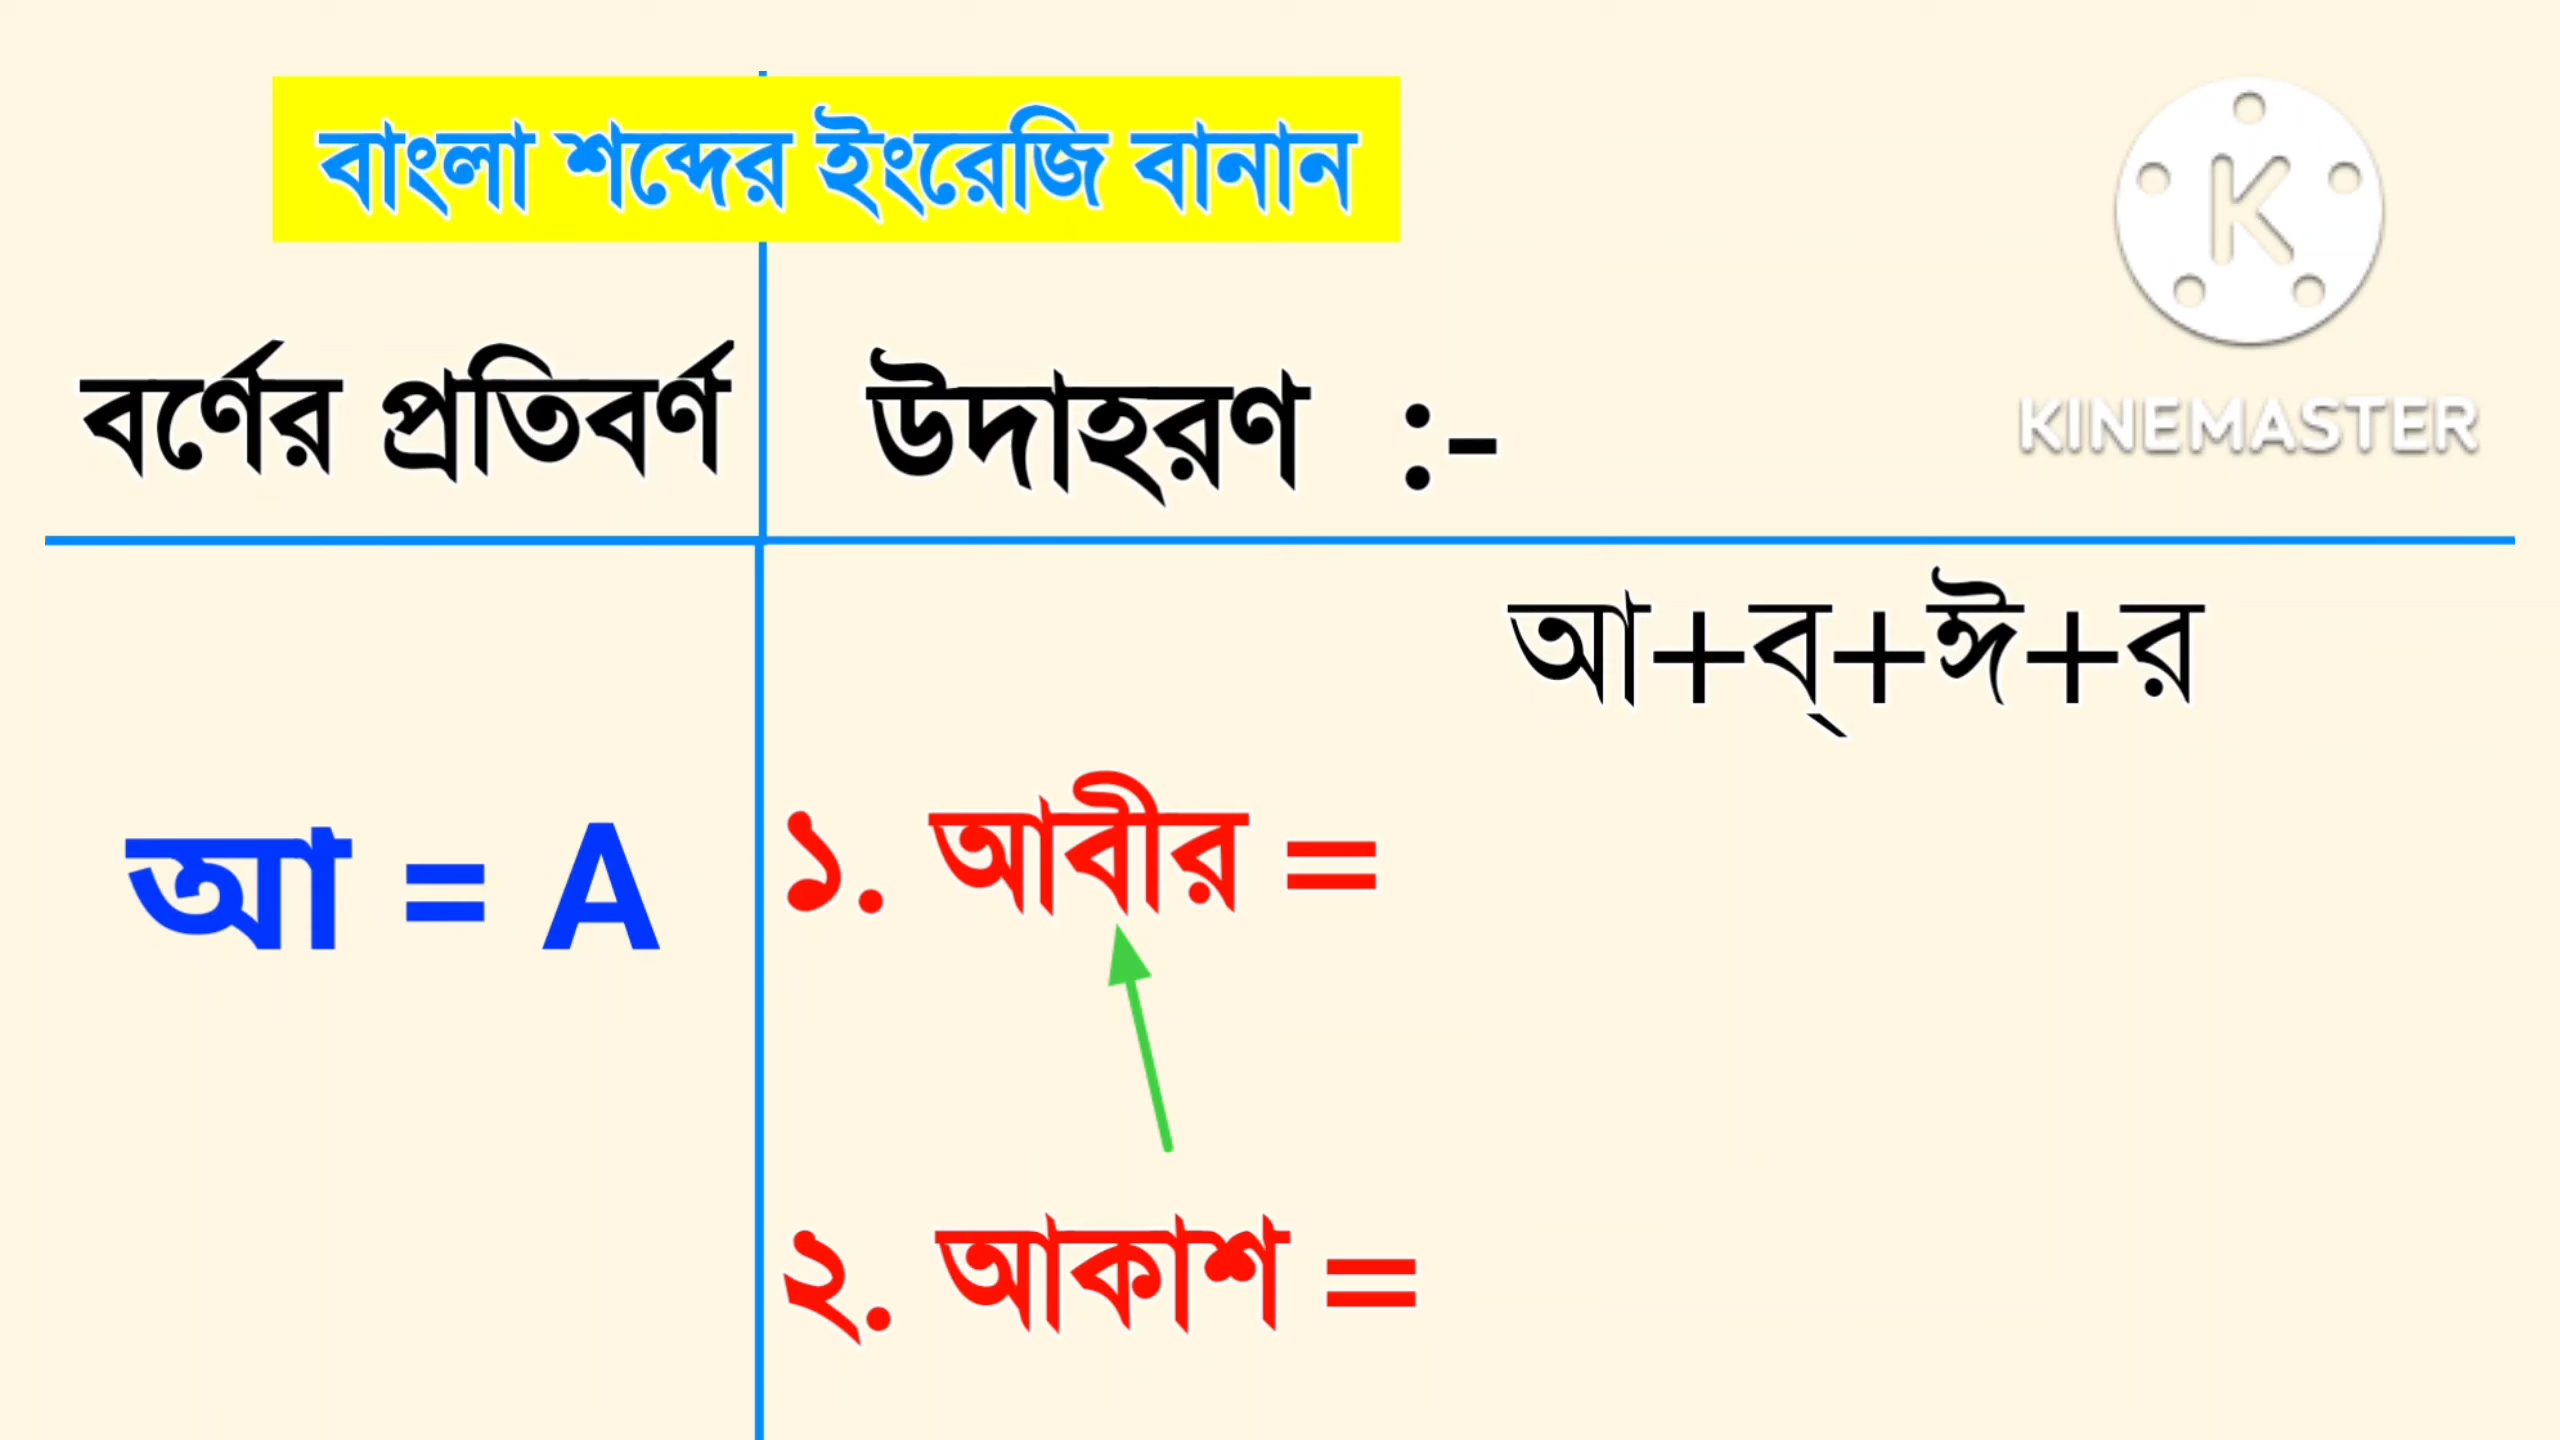 বাংলা শব্দের ইংরেজি বানান
KINEMASTER
বর্ণের প্রতিবর্ণ
উদাহরণ :-
আ+ব্+ঈ+র
আ = A
১. আবীর =
২. আকাশ =